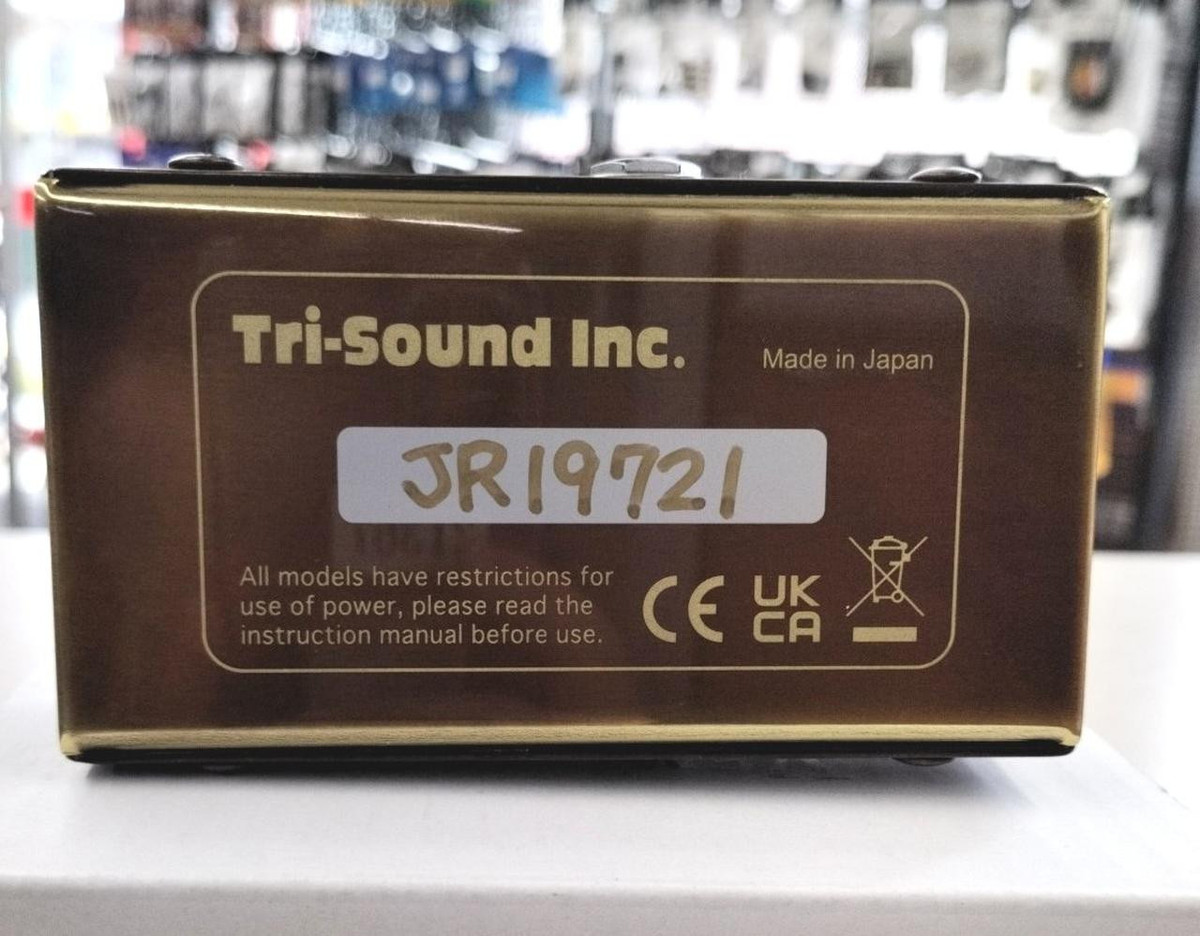 Tri-Sound Inc.
Made in Japan
JR19721
All models have restrictions for
use of power, please read the
instruction manual before use.
CE
UK
CA